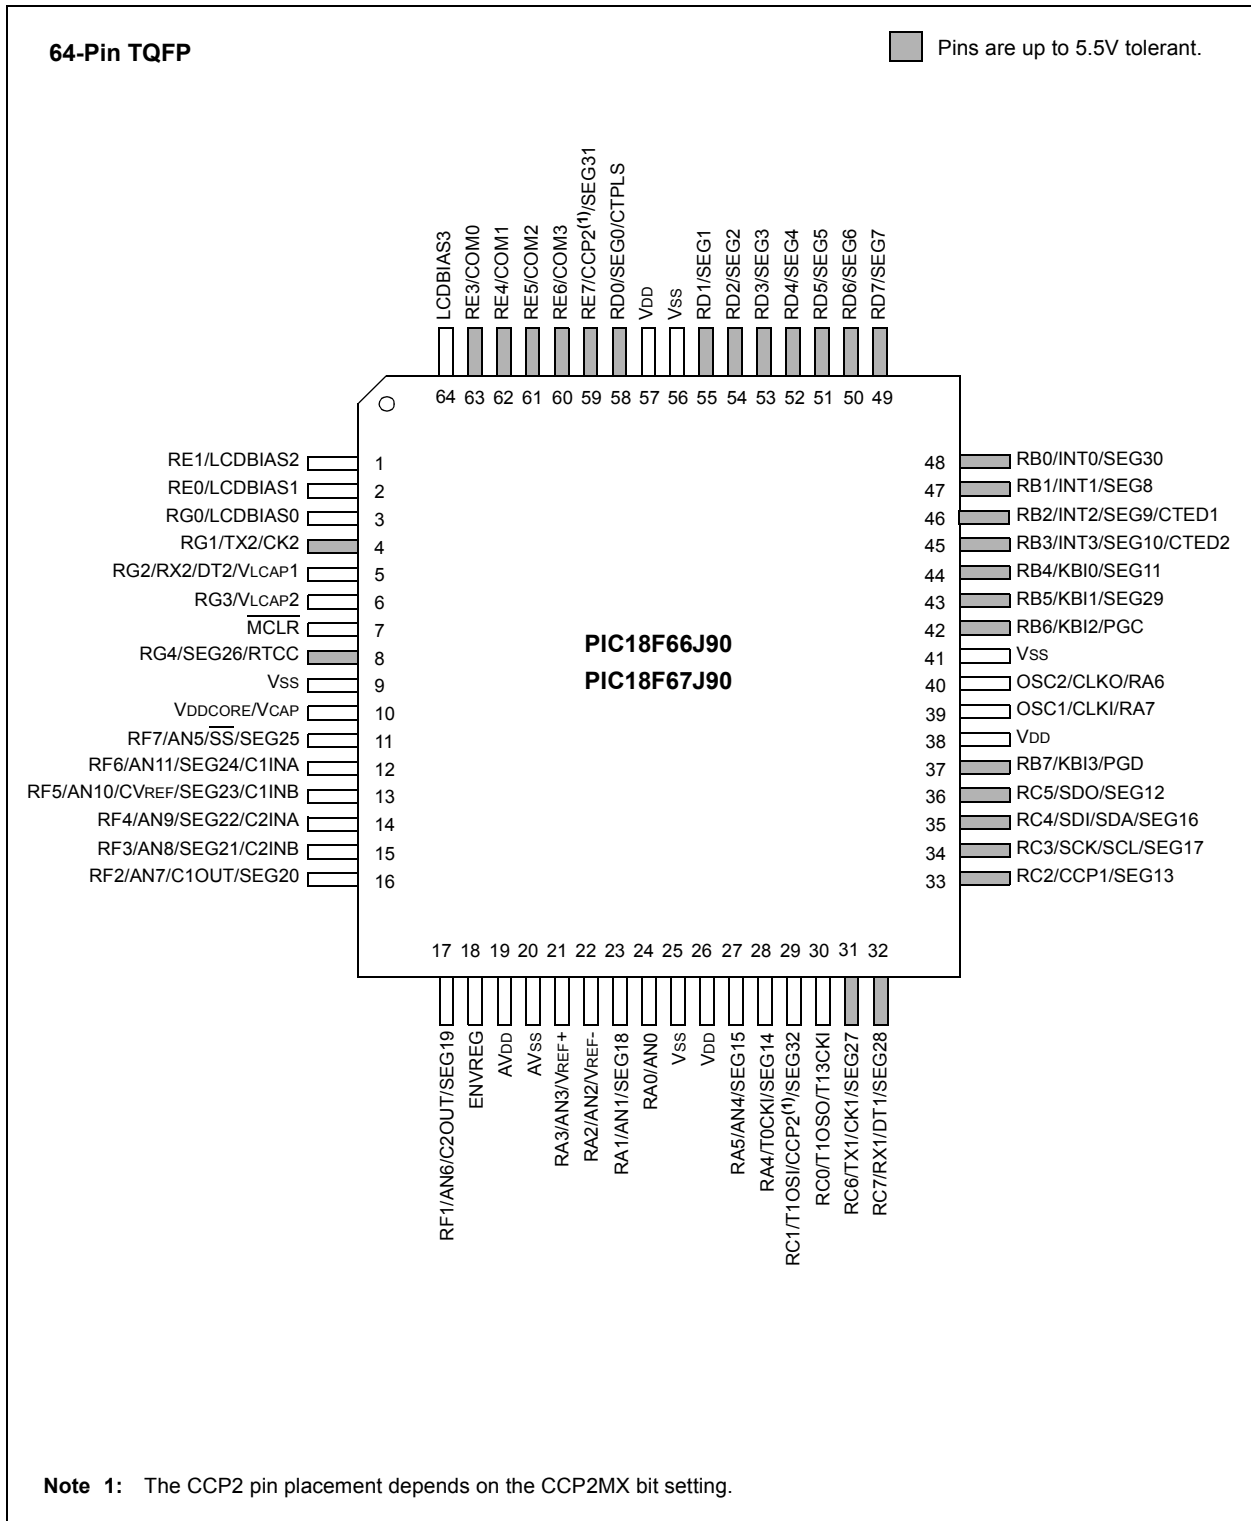 64-Pin TQFP
Pins are up to 5.5V tolerant.
LCDBIAS3
RE3/COM0
RE4/COM1
RE5/COM2
RE6/COM3
RE7/CCP2(1)/SEG31
RD0/SEG0/CTPLS
VDD
VSS
RD1/SEG1
RD2/SEG2
RD3/SEG3
RD4/SEG4
RD5/SEG5
RD6/SEG6
RD7/SEG7
64 63 62 61 60 59 58 57 56 55 54 53 52 51 50 49
RE1/LCDBIAS2 1
RE0/LCDBIAS1 2
RG0/LCDBIAS0 3
RG1/TX2/CK2 4
RG2/RX2/DT2/VLCAP1 5
RG3/VLCAP2 6
MCLR 7
RG4/SEG26/RTCC 8
VSS 9
VDDCORE/VCAP 10
RF7/AN5/SS/SEG25 11
RF6/AN11/SEG24/C1INA 12
RF5/AN10/CVREF/SEG23/C1INB 13
RF4/AN9/SEG22/C2INA 14
RF3/AN8/SEG21/C2INB 15
RF2/AN7/C1OUT/SEG20 16
PIC18F66J90
PIC18F67J90
48 RB0/INT0/SEG30
47 RB1/INT1/SEG8
46 RB2/INT2/SEG9/CTED1
45 RB3/INT3/SEG10/CTED2
44 RB4/KBI0/SEG11
43 RB5/KBI1/SEG29
42 RB6/KBI2/PGC
41 VSS
40 OSC2/CLKO/RA6
39 OSC1/CLKI/RA7
38 VDD
37 RB7/KBI3/PGD
36 RC5/SDO/SEG12
35 RC4/SDI/SDA/SEG16
34 RC3/SCK/SCL/SEG17
33 RC2/CCP1/SEG13
17 18 19 20 21 22 23 24 25 26 27 28 29 30 31 32
RF1/AN6/C2OUT/SEG19
ENVREG
AVDD
AVSS
RA3/AN3/VREF+
RA2/AN2/VREF-
RA1/AN1/SEG18
RA0/AN0
VSS
VDD
RA5/AN4/SEG15
RA4/T0CKI/SEG14
RC1/T1OSI/CCP2(1)/SEG32
RC0/T1OSO/T13CKI
RC6/TX1/CK1/SEG27
RC7/RX1/DT1/SEG28
Note 1: The CCP2 pin placement depends on the CCP2MX bit setting.